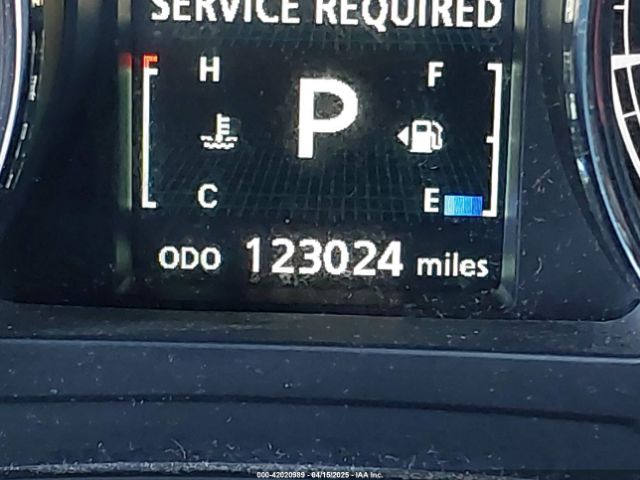 SERVICE REQUIRED
H F
P
C E
ODO 123024 miles
000-42020989 - 04/15/2025 - IAA Inc.